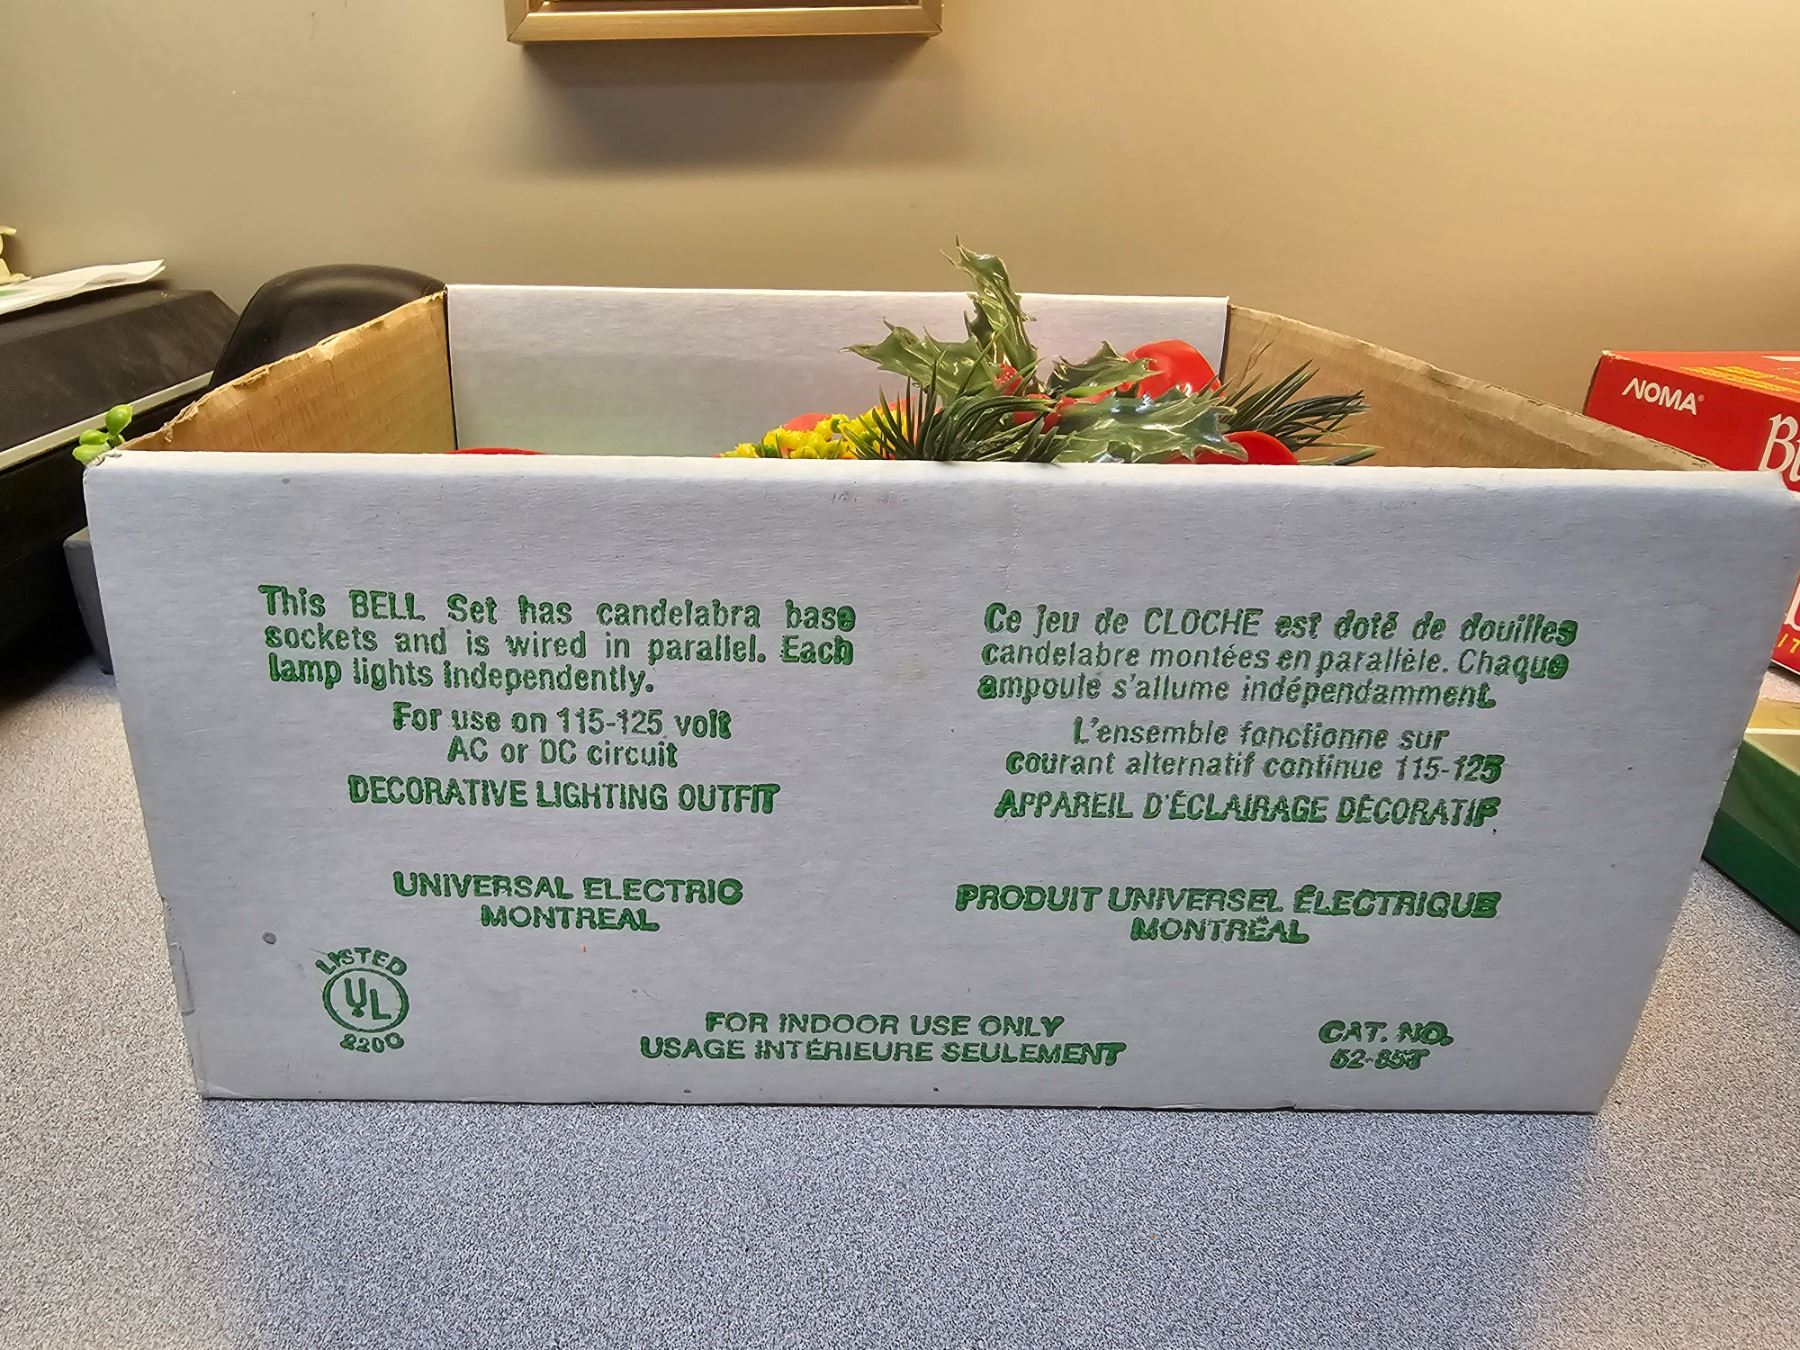 This BELL Set has candelabra base
sockets and is wired in parallel. Each
lamp lights independently.
For use on 115-125 volt
AC or DC circuit
DECORATIVE LIGHTING OUTFIT
UNIVERSAL ELECTRIC
MONTREAL
LISTED
UL
220G
Ce jeu de CLOCHE est doté de douilles
candelabre montées en parallèle. Chaque
ampoule s'allume indépendamment.
L'ensemble fonctionne sur
courant alternatif continue 115-125
APPAREIL D'ÉCLAIRAGE DÉCORATIF
PRODUIT UNIVERSEL ÉLECTRIQUE
MONTRÉAL
FOR INDOOR USE ONLY
USAGE INTÉRIEURE SEULEMENT
CAT. NO.
NOMA